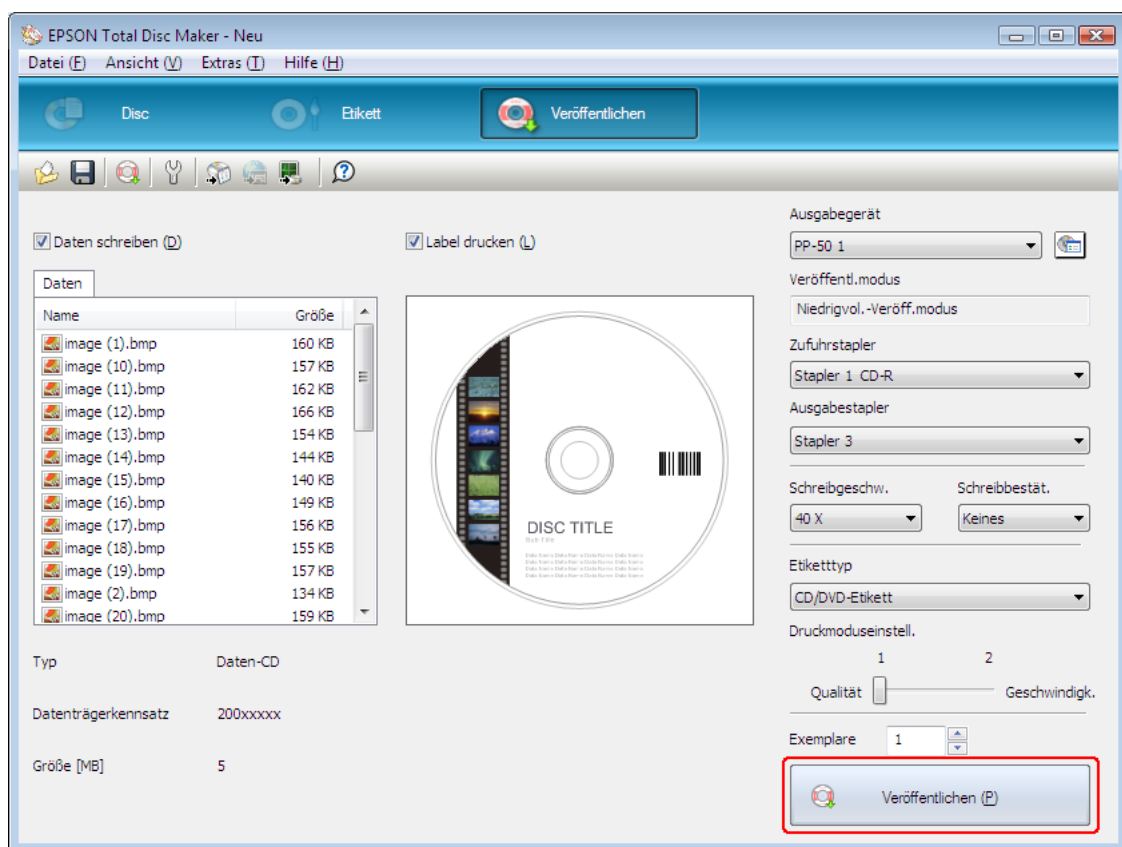 EPSON Total Disc Maker - Neu
Datei (F) Ansicht (V) Extras (T) Hilfe (H)
Disc Etikett Veröffentlichen
Daten schreiben (D)
Label drucken (L)
Daten
Name Größe
image (1).bmp 160 KB
image (10).bmp 157 KB
image (11).bmp 162 KB
image (12).bmp 166 KB
image (13).bmp 154 KB
image (14).bmp 144 KB
image (15).bmp 140 KB
image (16).bmp 149 KB
image (17).bmp 156 KB
image (18).bmp 155 KB
image (19).bmp 157 KB
image (2).bmp 134 KB
image (20).bmp 159 KB
DISC TITLE
Sub Title
Typ Daten-CD
Datenträgerkennsatz 200xxxxx
Größe [MB] 5
Ausgabegerät
PP-50 1
Veröffentl.modus
Niedrigvol.-Veröff.modus
Zufuhrstapler
Stapler 1 CD-R
Ausgabestapler
Stapler 3
Schreibgeschw. Schreibbestät.
40 X Keines
Etiketttyp
CD/DVD-Etikett
Druckmoduseinstell.
1 2
Qualität Geschwindigk.
Exemplare 1
Veröffentlichen (P)